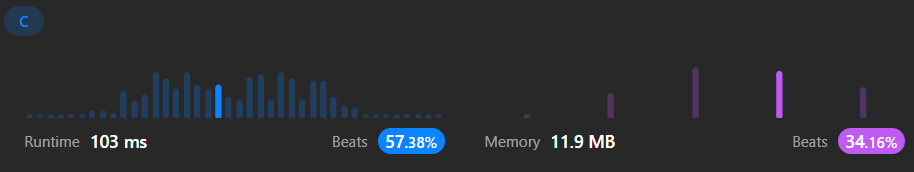 C
Runtime 103 ms Beats 57.38% Memory 11.9 MB Beats 34.16%